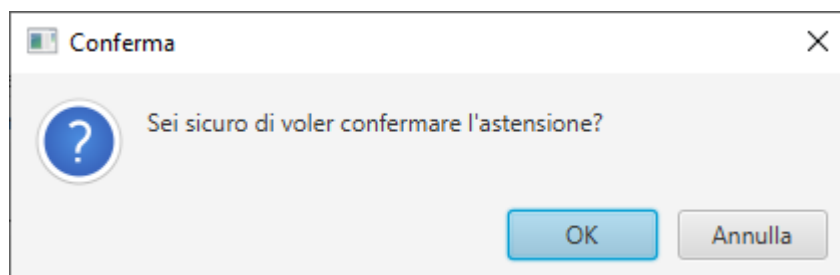 Conferma
Sei sicuro di voler confermare l'astensione?
?
OK
Annulla